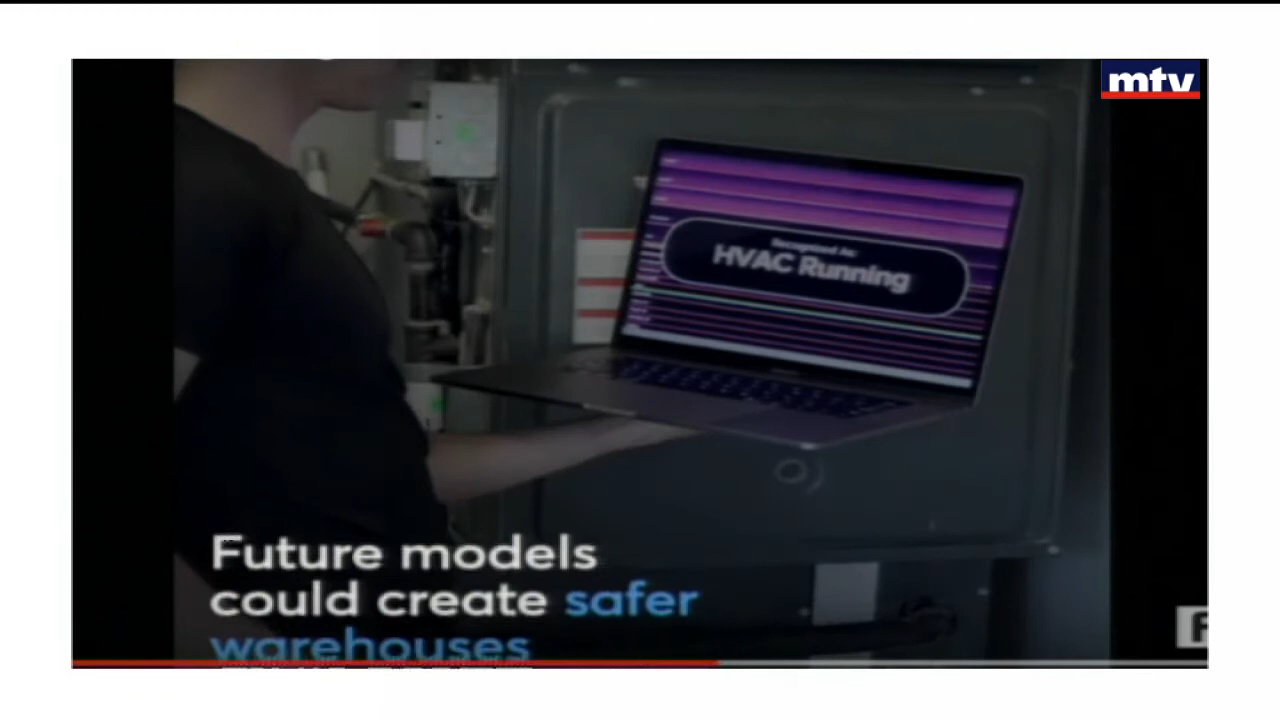 mtv
Recognized As:
HVAC Running
Future models
could create safer
warehouses